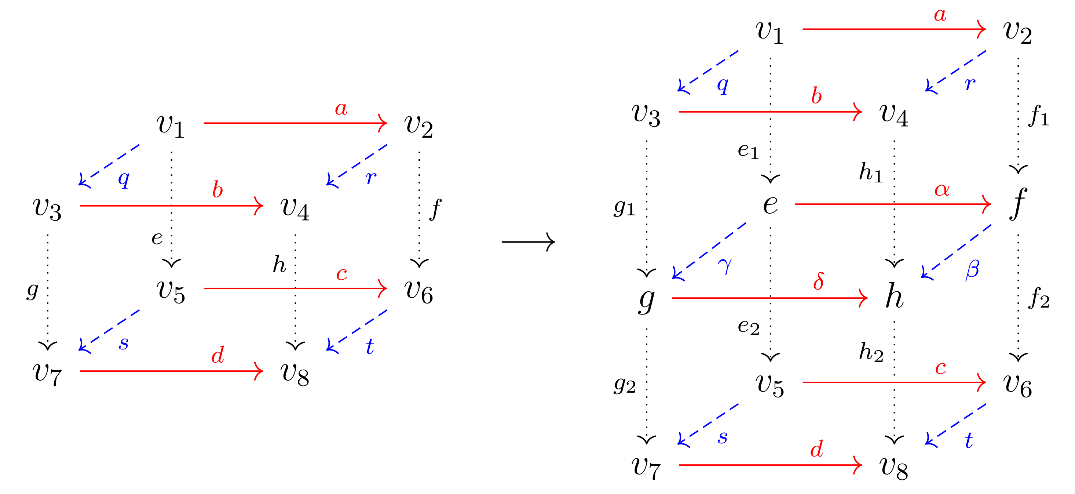 v₁ a v₂
q r
v₃ b v₄
e f
g h
v₅ c v₆
s t
v₇ d v₈
v₁ a v₂
q r
v₃ b v₄
f₁
e₁ h₁
g₁
e α f
γ β
g δ h
f₂
e₂ h₂
g₂
v₅ c v₆
s t
v₇ d v₈